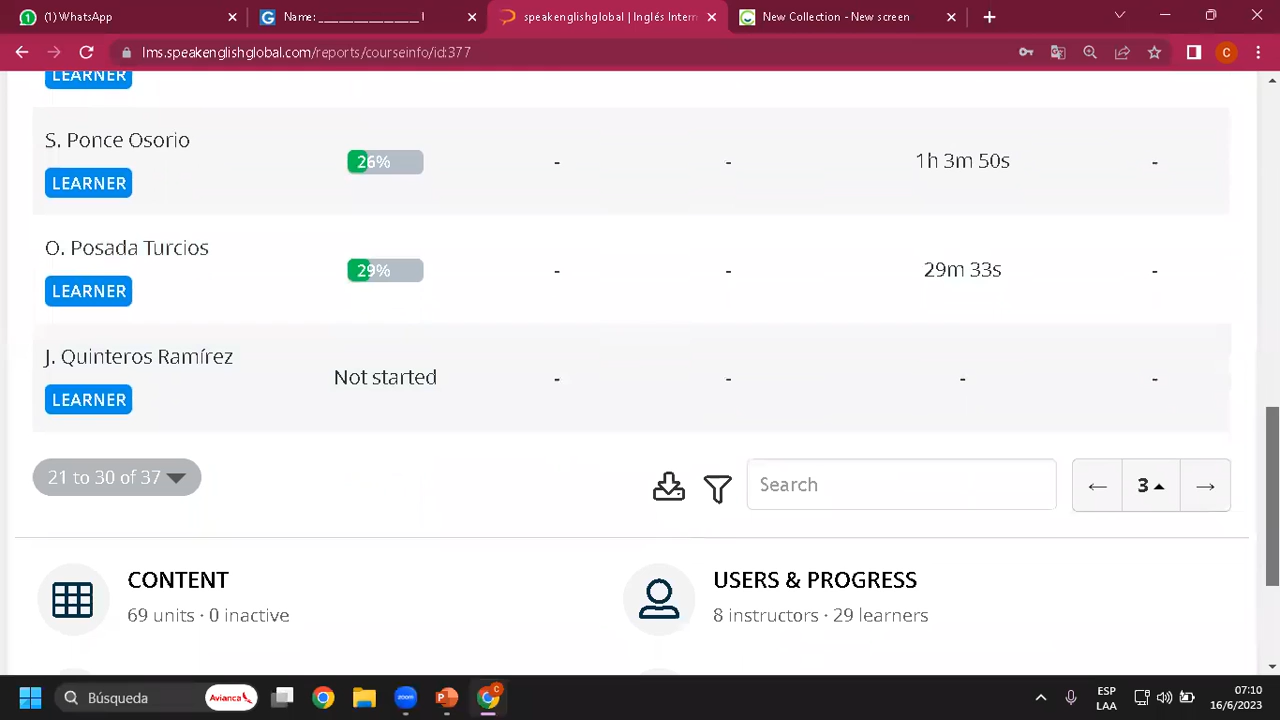 (1) WhatsApp
Name: ____________________ I
speakenglishglobal | Inglés Intern
New Collection - New screen
lms.speakenglishglobal.com/reports/courseinfo/id:377
C
LEARNER
S. Ponce Osorio
LEARNER
26%
-
-
1h 3m 50s
-
O. Posada Turcios
LEARNER
29%
-
-
29m 33s
-
J. Quinteros Ramírez
LEARNER
Not started
-
-
-
-
21 to 30 of 37
Search
3
CONTENT
69 units · 0 inactive
USERS & PROGRESS
8 instructors · 29 learners
Búsqueda
Avianca
zoom
C
ESP
LAA
07:10
16/6/2023